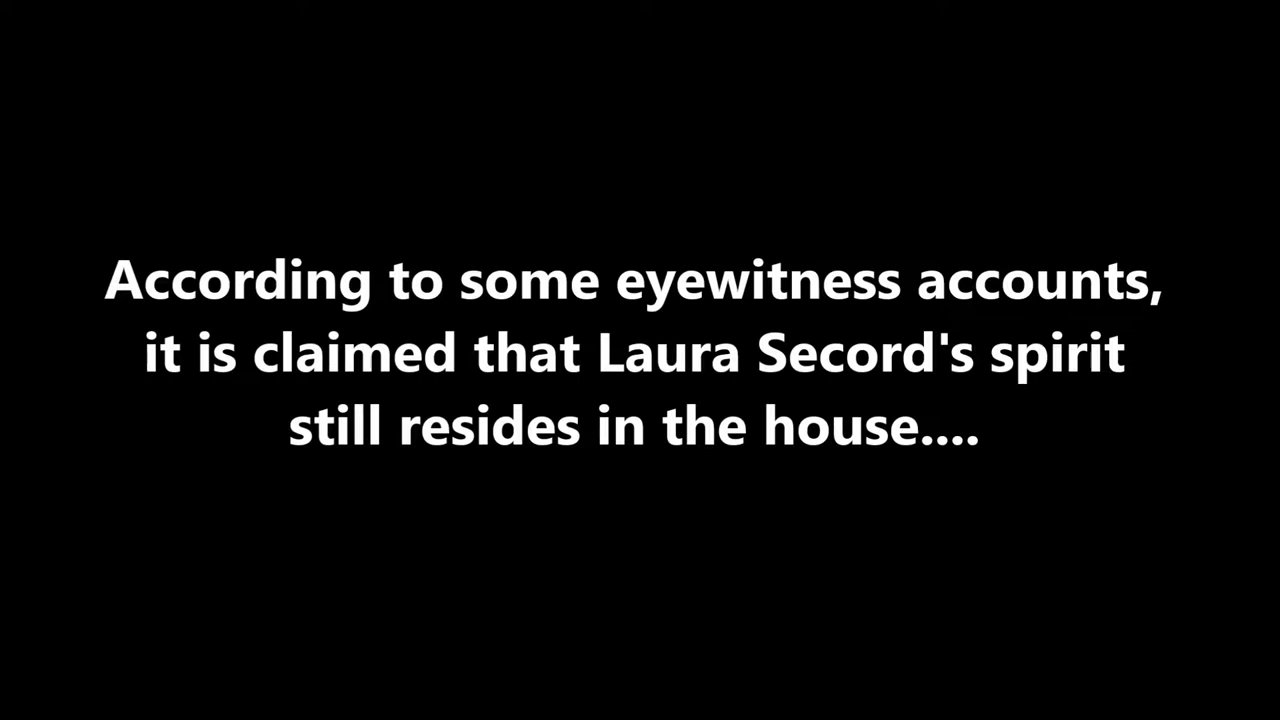 According to some eyewitness accounts,
it is claimed that Laura Secord's spirit
still resides in the house....